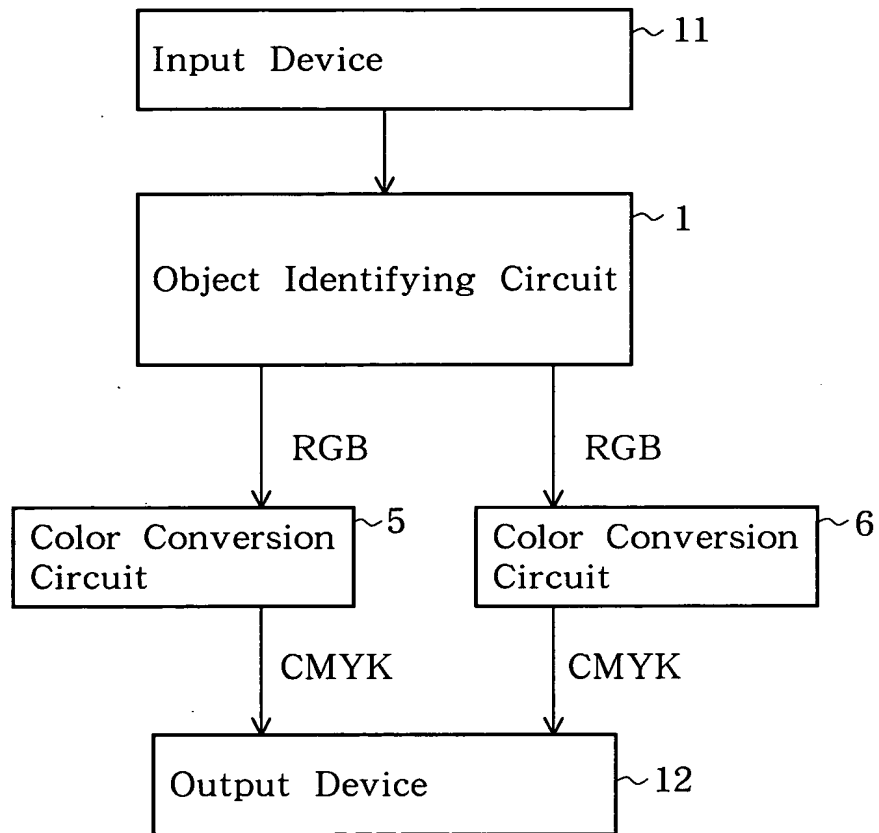 Input Device
11
Object Identifying Circuit
1
RGB
RGB
Color Conversion
Circuit
5
Color Conversion
Circuit
6
CMYK
CMYK
Output Device
12